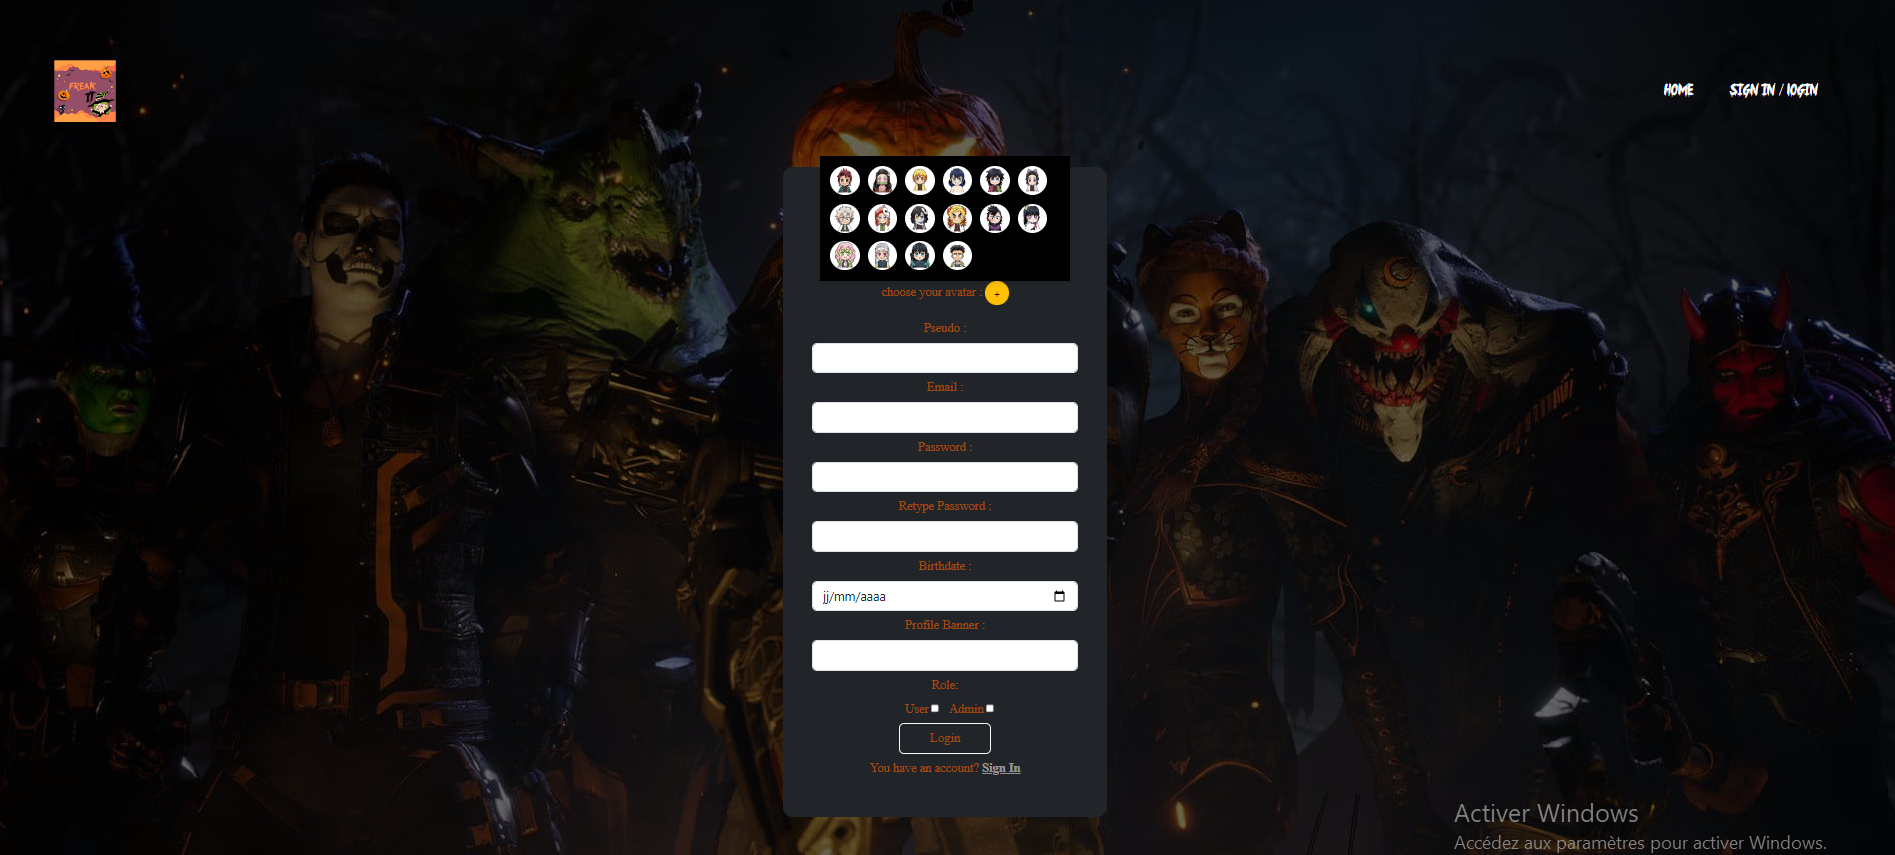 FREAK
IT
HOME
SIGN IN / LOGIN
choose your avatar :
+
Pseudo :
Email :
Password :
Retype Password :
Birthdate :
jj/mm/aaaa
Profile Banner :
Role:
User Admin
Login
You have an account? Sign In
Activer Windows
Accédez aux paramètres pour activer Windows.